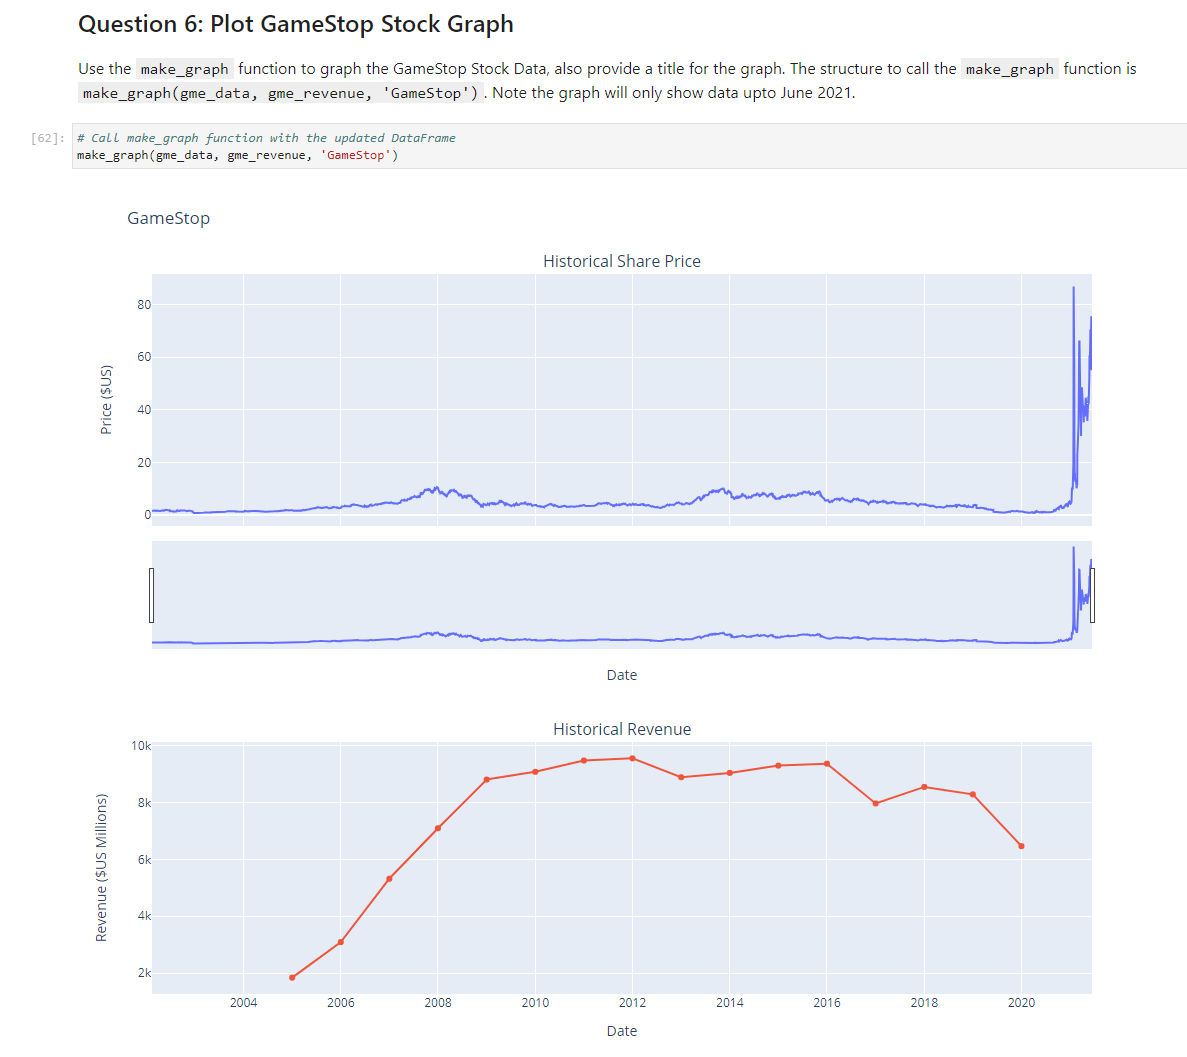 Question 6: Plot GameStop Stock Graph
Use the make_graph function to graph the GameStop Stock Data, also provide a title for the graph. The structure to call the make_graph function is
make_graph(gme_data, gme_revenue, 'GameStop') . Note the graph will only show data upto June 2021.
[62]: # Call make_graph function with the updated DataFrame
make_graph(gme_data, gme_revenue, 'GameStop')
GameStop
Historical Share Price
80
60
40
20
0
Price ($US)
Date
Historical Revenue
10k
8k
6k
4k
2k
Revenue ($US Millions)
2004 2006 2008 2010 2012 2014 2016 2018 2020
Date